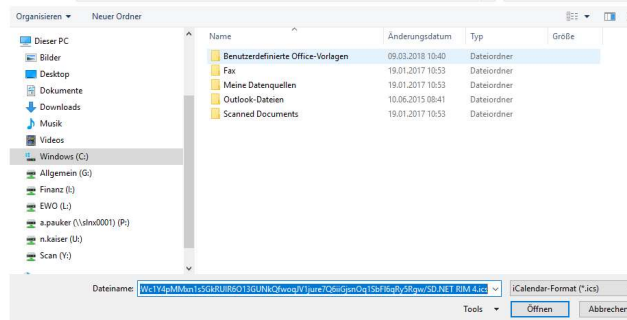 Organisieren Neuer Ordner
Name Änderungsdatum Typ Größe
Dieser PC
Bilder
Desktop
Dokumente
Downloads
Musik
Videos
Windows (C:)
Allgemein (G:)
Finanz (I:)
EWO (L:)
a.pauker (\\slnx0001) (P:)
n.kaiser (U:)
Scan (Y:)
Benutzerdefinierte Office-Vorlagen 09.03.2018 10:40 Dateiordner
Fax 19.01.2017 10:53 Dateiordner
Meine Datenquellen 19.01.2017 10:53 Dateiordner
Outlook-Dateien 10.06.2015 08:41 Dateiordner
Scanned Documents 19.01.2017 10:53 Dateiordner
Dateiname: RIM 4.ics iCalendar-Format (*.ics)
Tools Öffnen Abbrechen